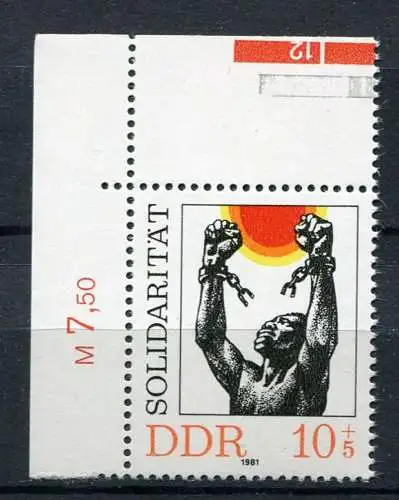 12
M 7,50
SOLIDARITÄT
DDR 10+5
1981